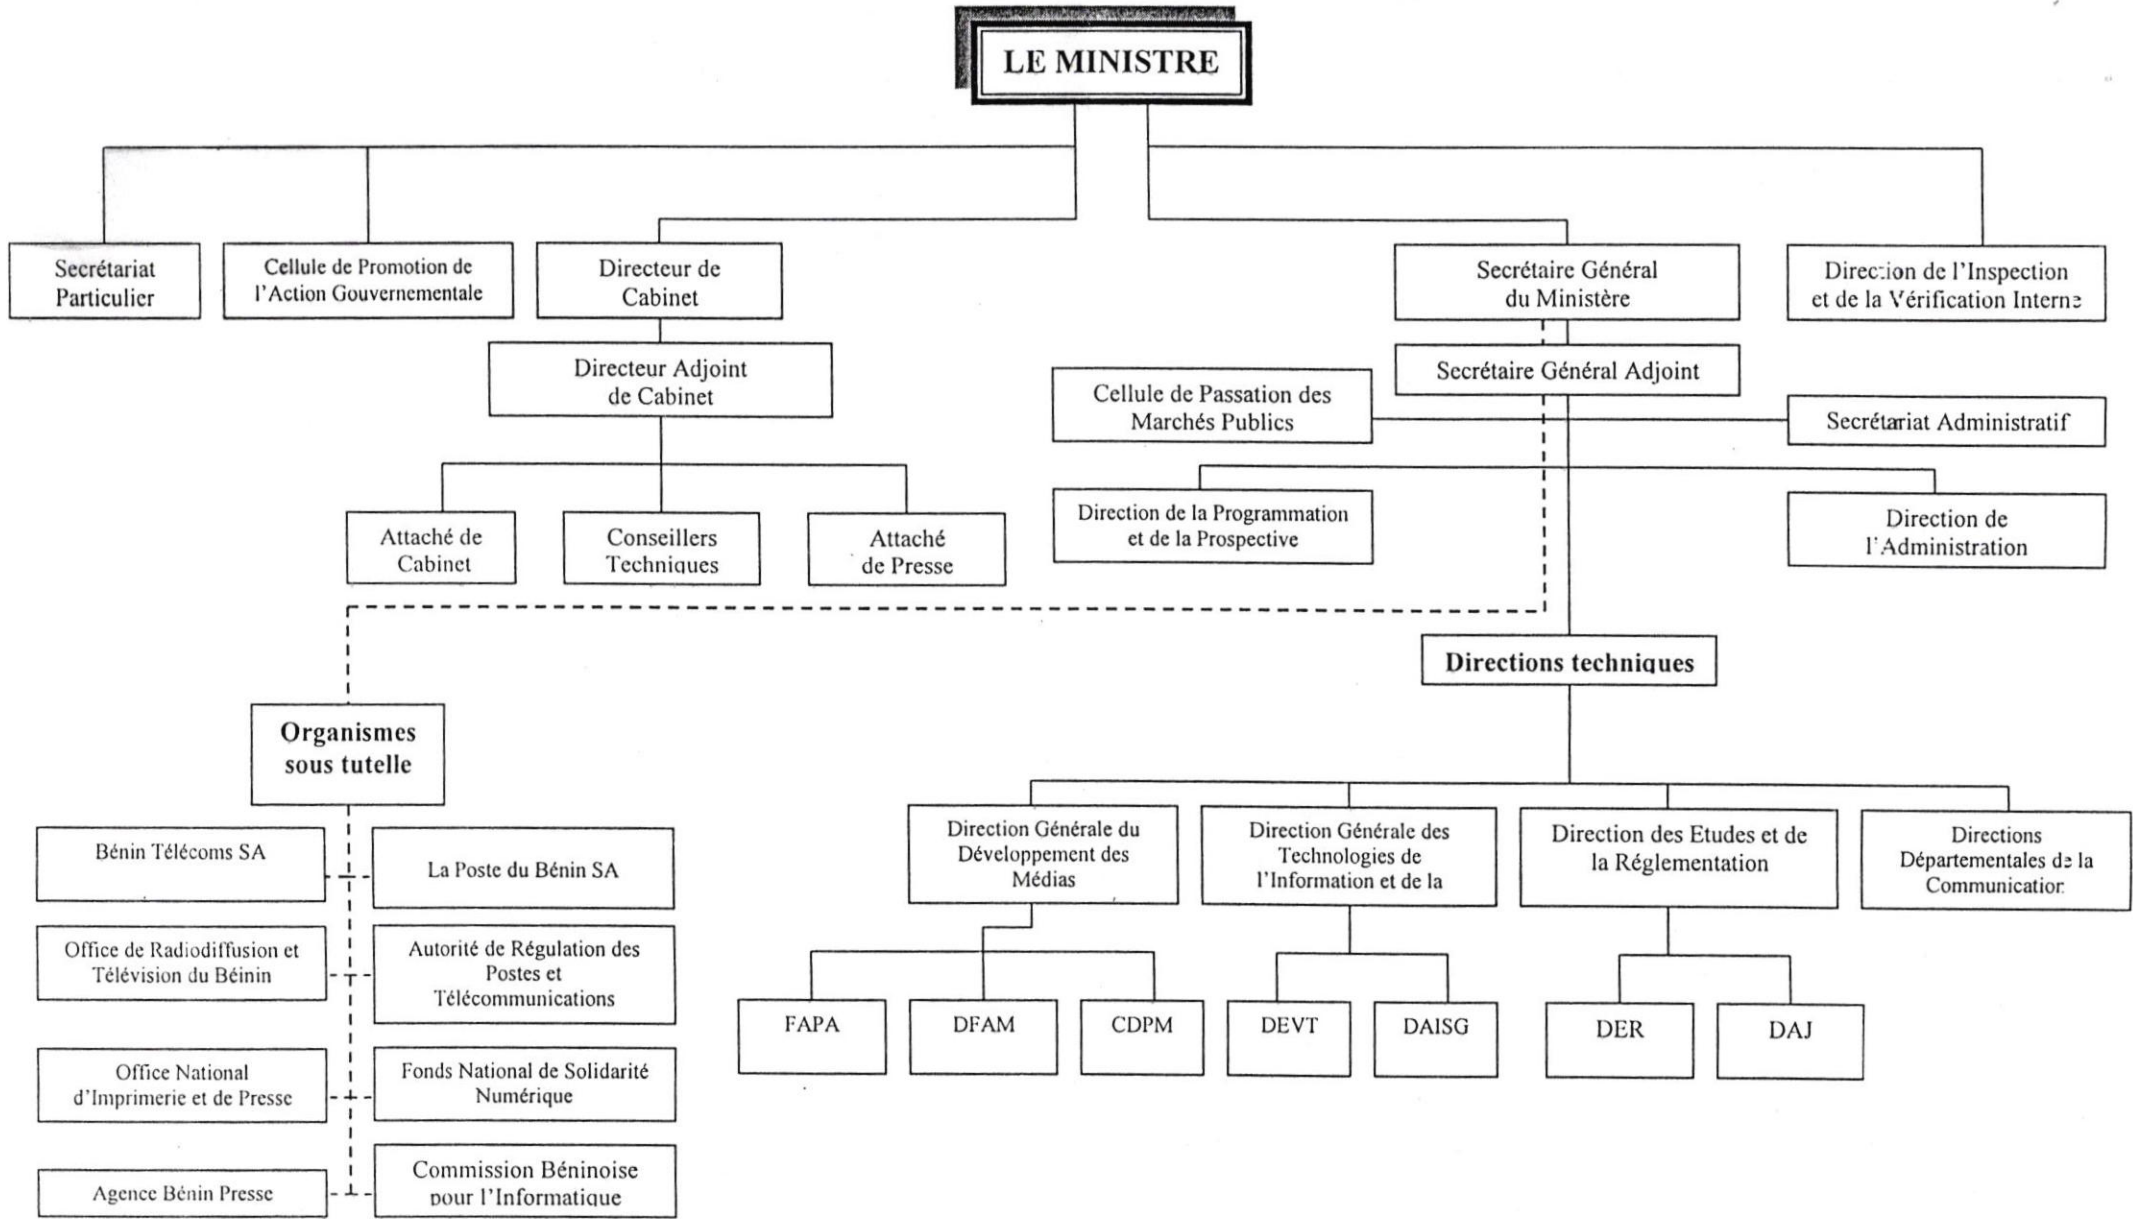 LE MINISTRE
Secrétariat
Particulier
Cellule de Promotion de
l'Action Gouvernementale
Directeur de
Cabinet
Secrétaire Général
du Ministère
Direction de l'Inspection
et de la Vérification Interne
Directeur Adjoint
de Cabinet
Secrétaire Général Adjoint
Cellule de Passation des
Marchés Publics
Secrétariat Administratif
Attaché de
Cabinet
Conseillers
Techniques
Attaché
de Presse
Direction de la Programmation
et de la Prospective
Direction de
l'Administration
Directions techniques
Organismes
sous tutelle
Bénin Télécoms SA
La Poste du Bénin SA
Office de Radiodiffusion et
Télévision du Béinin
Autorité de Régulation des
Postes et
Télécommunications
Office National
d'Imprimerie et de Presse
Fonds National de Solidarité
Numérique
Agence Bénin Presse
Commission Béninoise
pour l'Informatique
Direction Générale du
Développement des
Médias
Direction Générale des
Technologies de
l'Information et de la
Direction des Etudes et de
la Réglementation
Directions
Départementales de la
Communication
FAPA
DFAM
CDPM
DEVT
DAISG
DER
DAJ